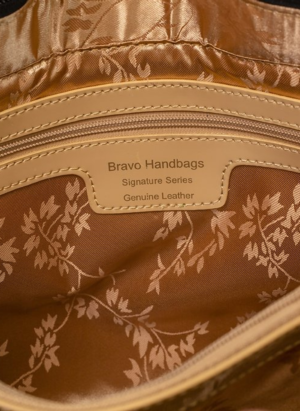 Bravo Handbags
Signature Series
Genuine Leather